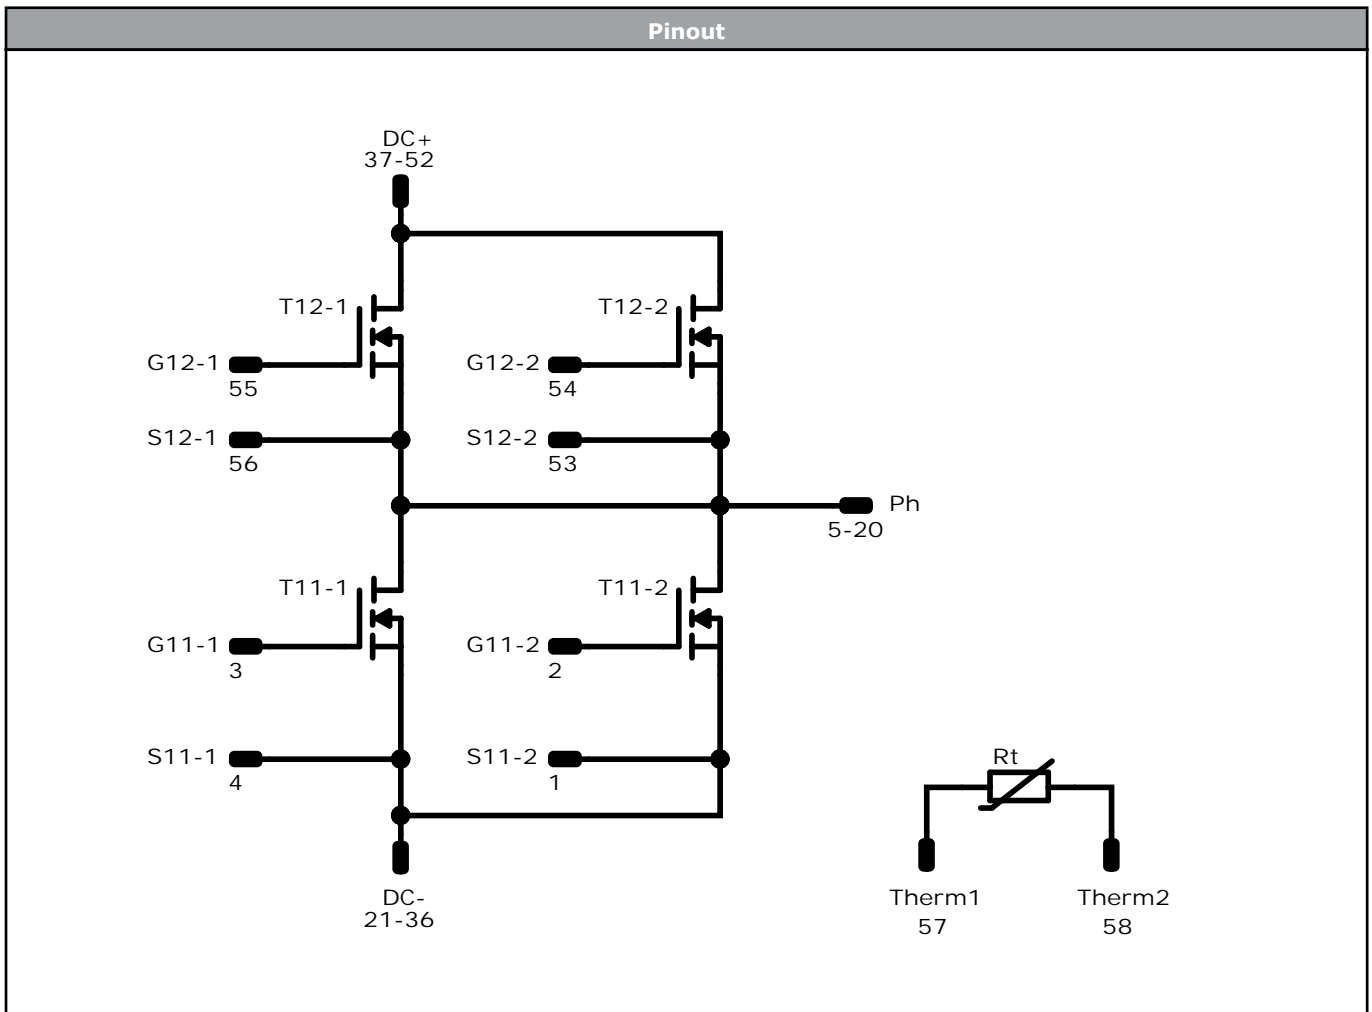 Pinout
DC+
37-52
T12-1
T12-2
G12-1
55
G12-2
54
S12-1
56
S12-2
53
Ph
5-20
T11-1
T11-2
G11-1
3
G11-2
2
S11-1
4
S11-2
1
Rt
DC-
21-36
Therm1
57
Therm2
58